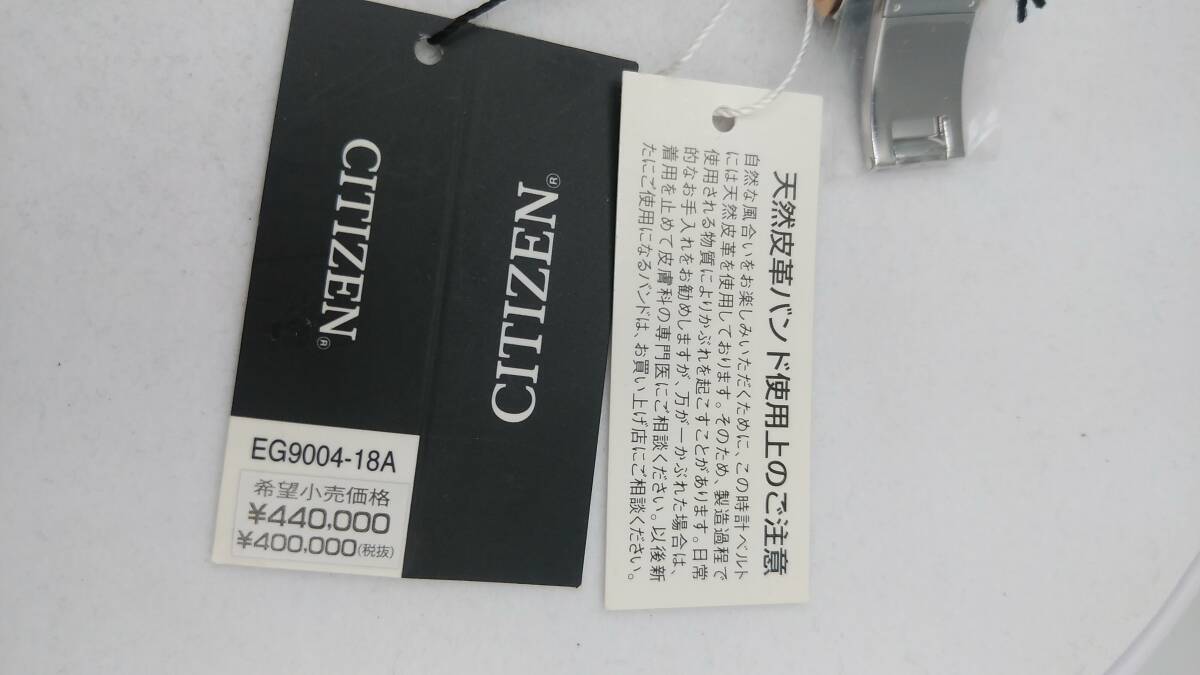 CITIZEN®
CITIZEN®
EG9004-18A
希望小売価格
¥440,000
¥400,000(税抜)
天然皮革バンド使用上のご注意
自然な風合いをお楽しみいただくために、この時計ベルト
には天然皮革を使用しております。そのため、製造過程で
使用される物質によりかぶれを起こすことがあります。日常
的なお手入れをお勧めしますが、万が一かぶれた場合は、
着用を止めて皮膚科の専門医にご相談ください。以後新
たにご使用になるバンドは、お買い上げ店にご相談ください。